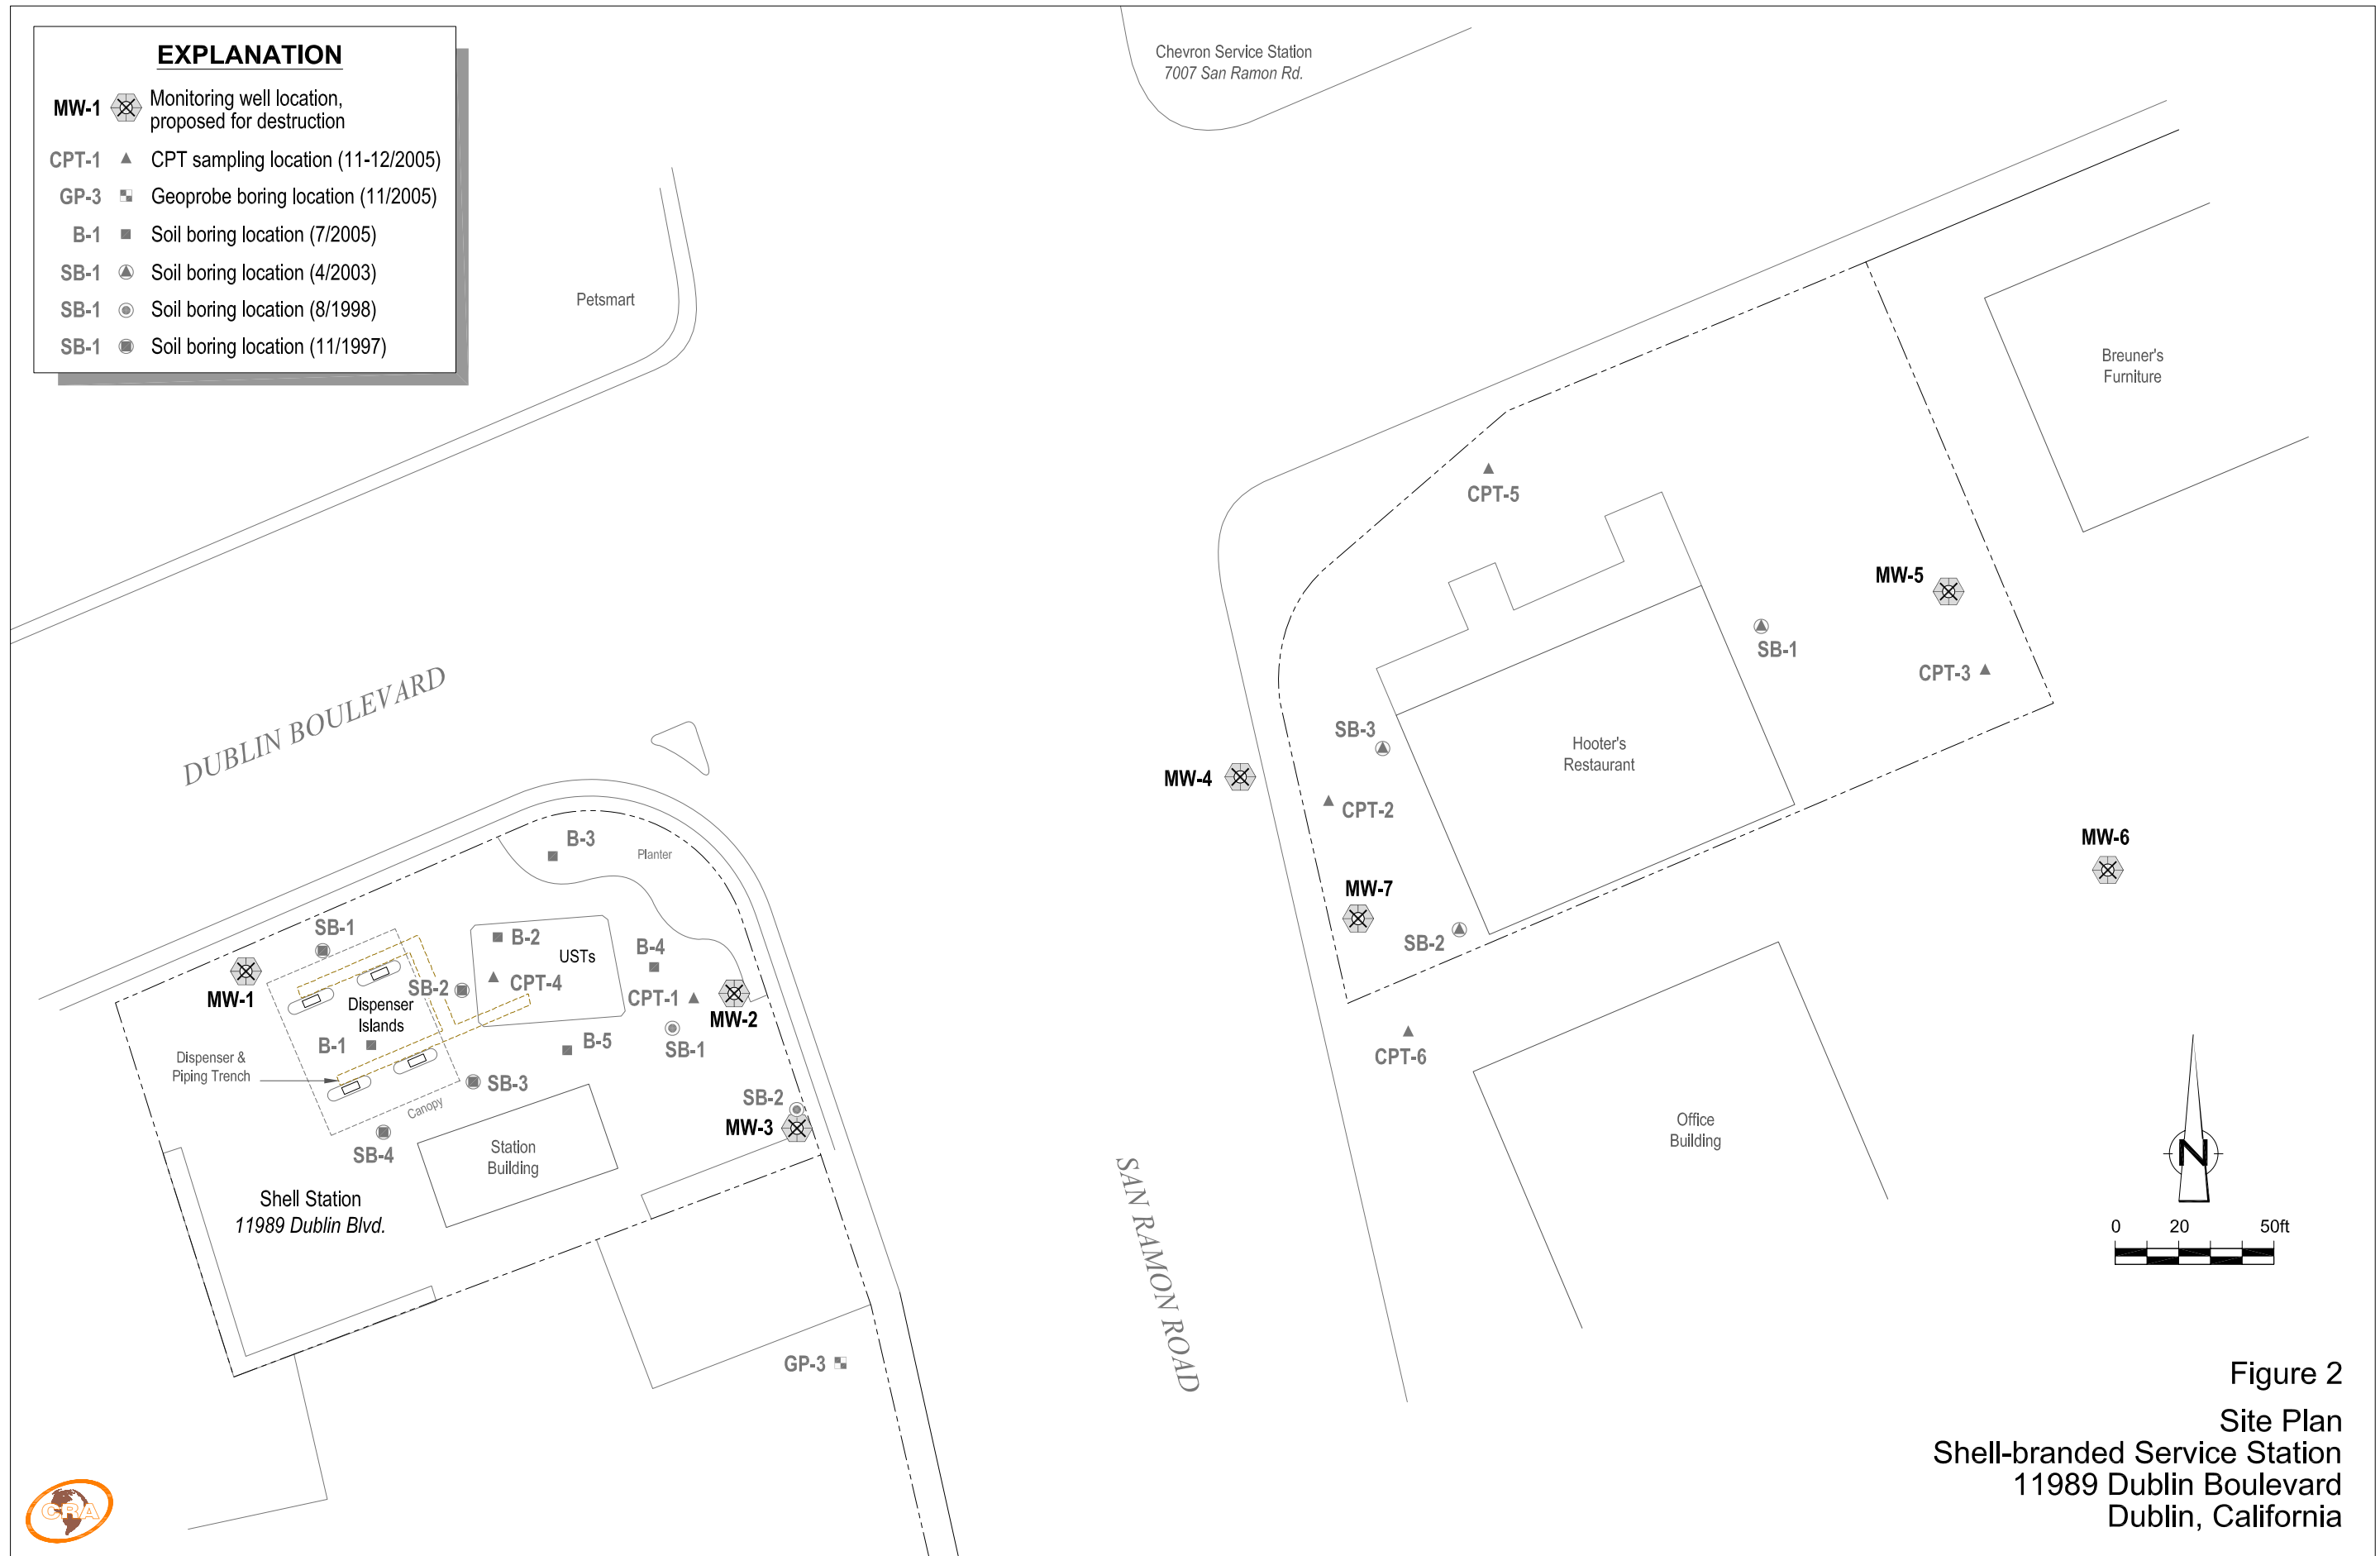 EXPLANATION
MW-1 Monitoring well location,
proposed for destruction
CPT-1 CPT sampling location (11-12/2005)
GP-3 Geoprobe boring location (11/2005)
B-1 Soil boring location (7/2005)
SB-1 Soil boring location (4/2003)
SB-1 Soil boring location (8/1998)
SB-1 Soil boring location (11/1997)
Chevron Service Station
7007 San Ramon Rd.
Petsmart
Breuner's
Furniture
CPT-5
MW-5
SB-1
CPT-3
DUBLIN BOULEVARD
SB-3
Hooter's
Restaurant
MW-4
CPT-2
MW-6
MW-7
SB-2
B-3
Planter
SB-1
B-2
B-4
USTs
MW-1
SB-2
CPT-4
CPT-1
MW-2
Dispenser
Islands
B-1
B-5
SB-1
Dispenser &
Piping Trench
SB-3
Canopy
SB-2
MW-3
SB-4
Station
Building
Shell Station
11989 Dublin Blvd.
CPT-6
Office
Building
SAN RAMON ROAD
GP-3
N
0 20 50ft
Figure 2
Site Plan
Shell-branded Service Station
11989 Dublin Boulevard
Dublin, California
CRA